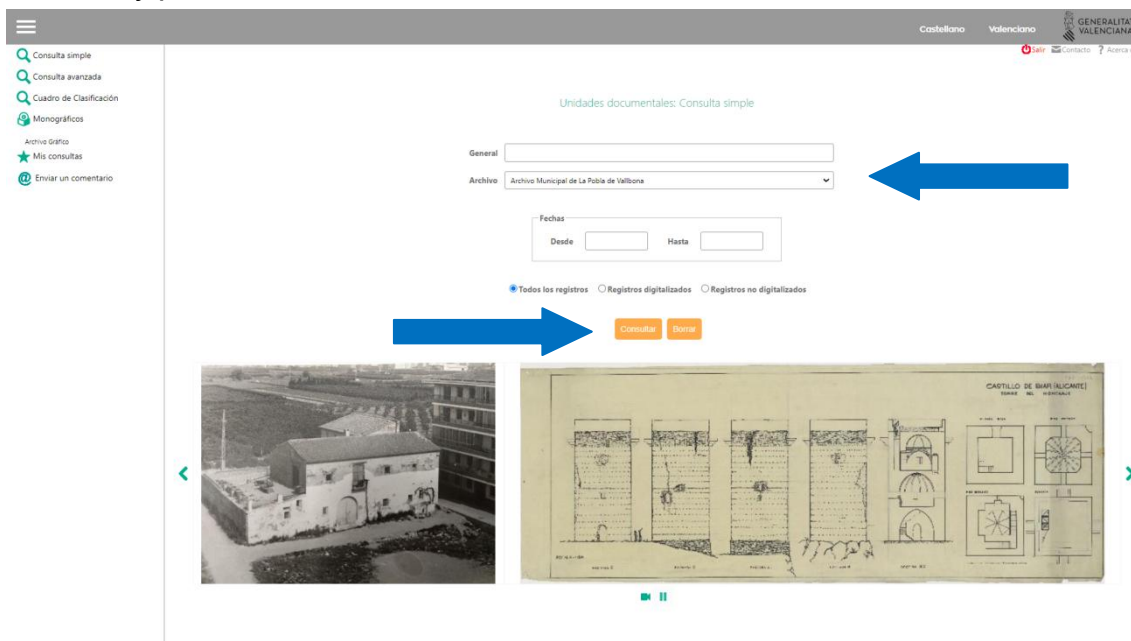 Castellano Valenciano GENERALITAT VALENCIANA
Salir Contacto ? Acerca
Consulta simple
Consulta avanzada
Cuadro de Clasificación
Monográficos
Archivo Gráfico
Mis consultas
Enviar un comentario
Unidades documentales: Consulta simple
General
Archivo Archivo Municipal de La Pobla de Vallbona
Fechas
Desde Hasta
Todos los registros Registros digitalizados Registros no digitalizados
Consultar Borrar
CASTILLO DE BIAR (ALICANTE)